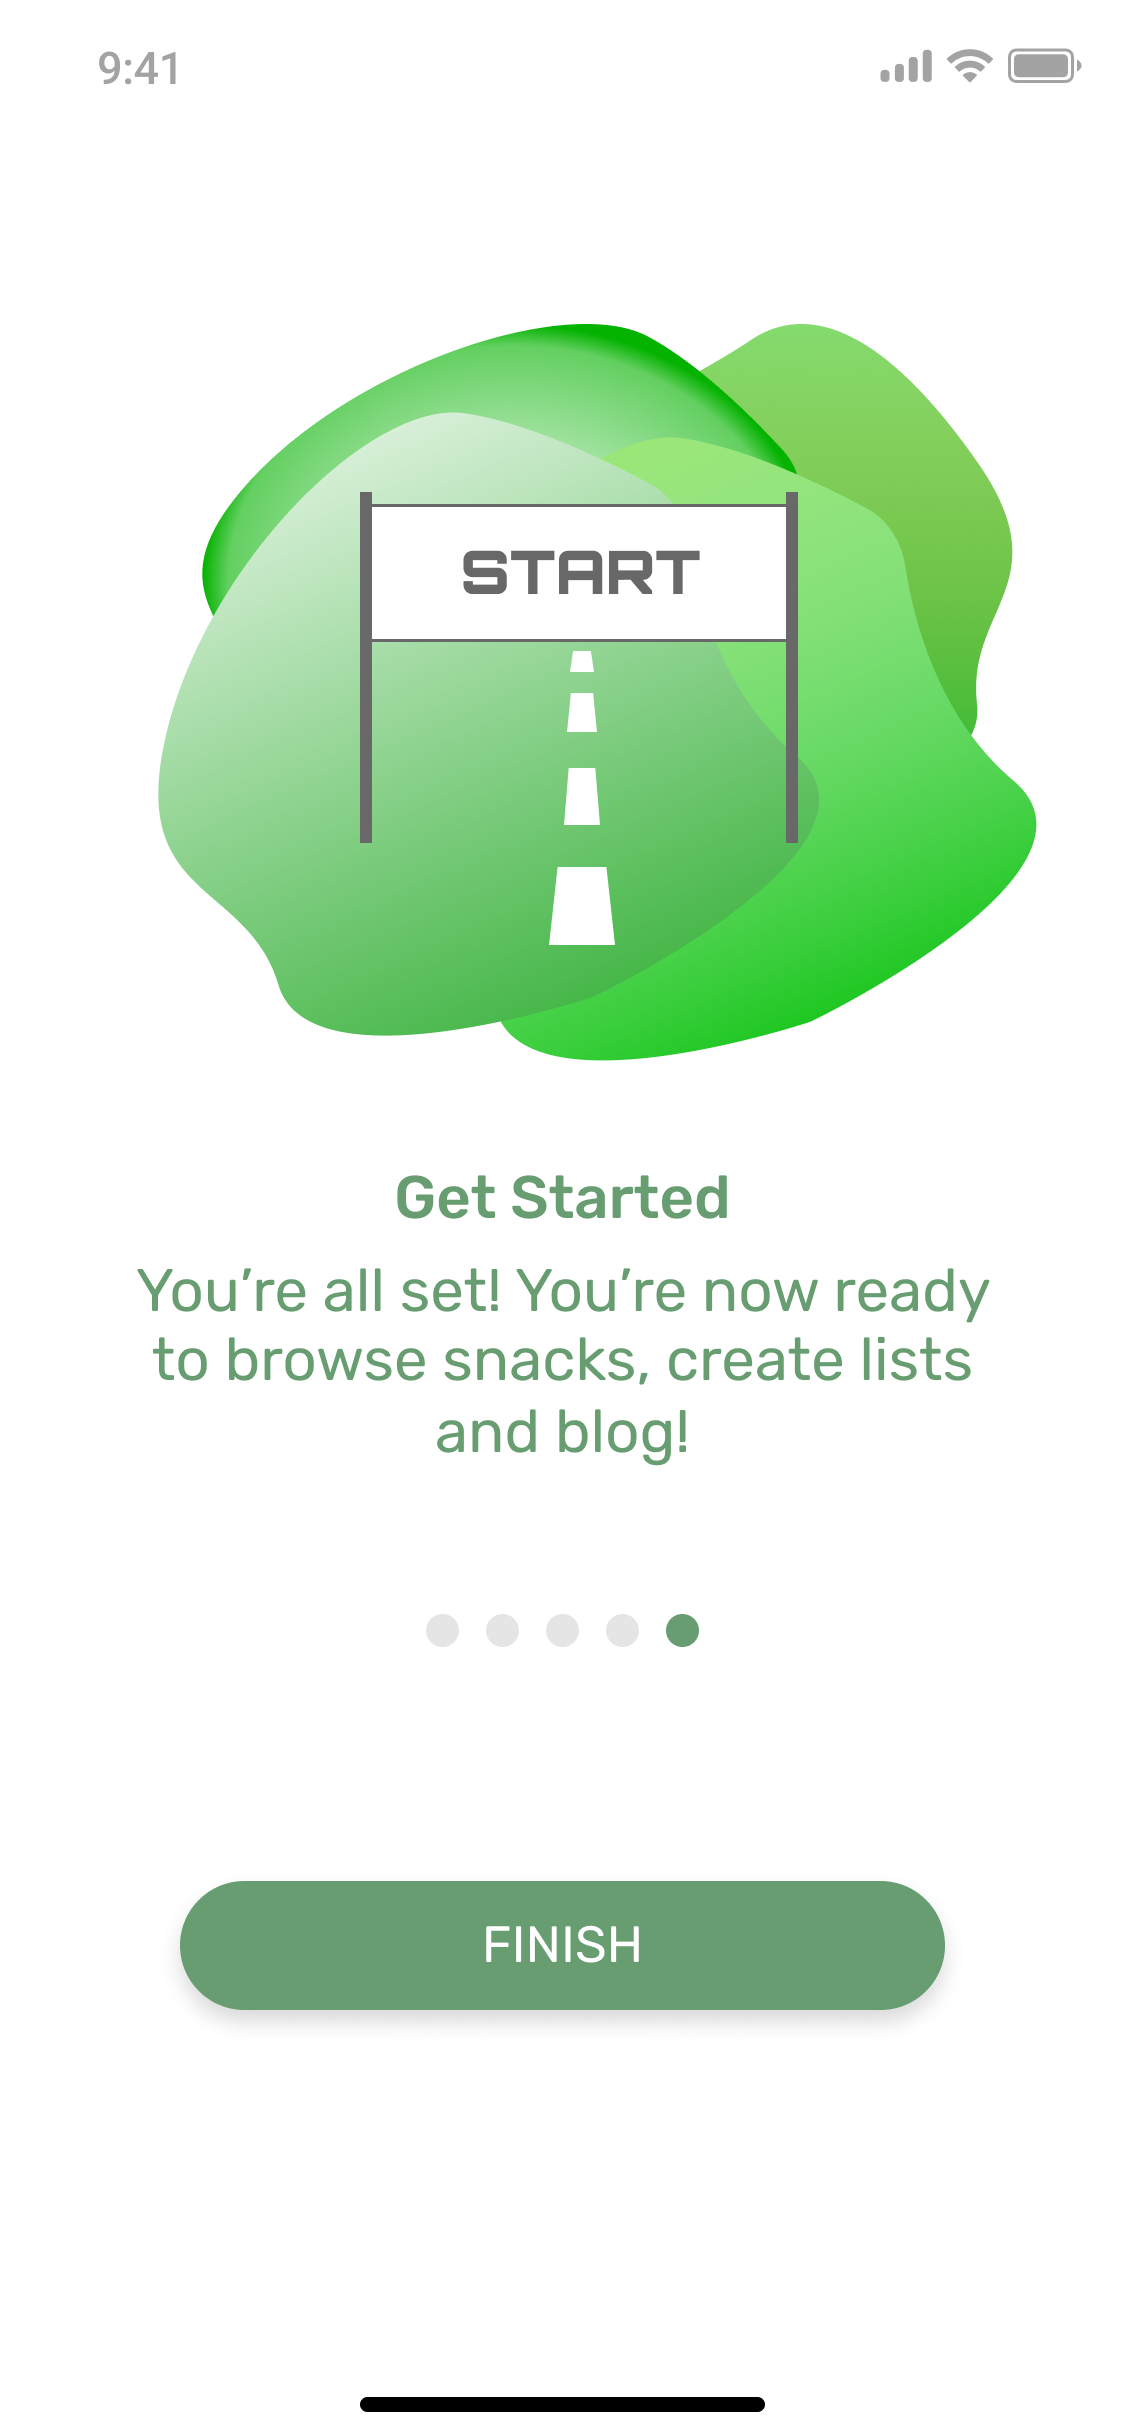 9:41
START
Get Started
You’re all set! You’re now ready
to browse snacks, create lists
and blog!
FINISH